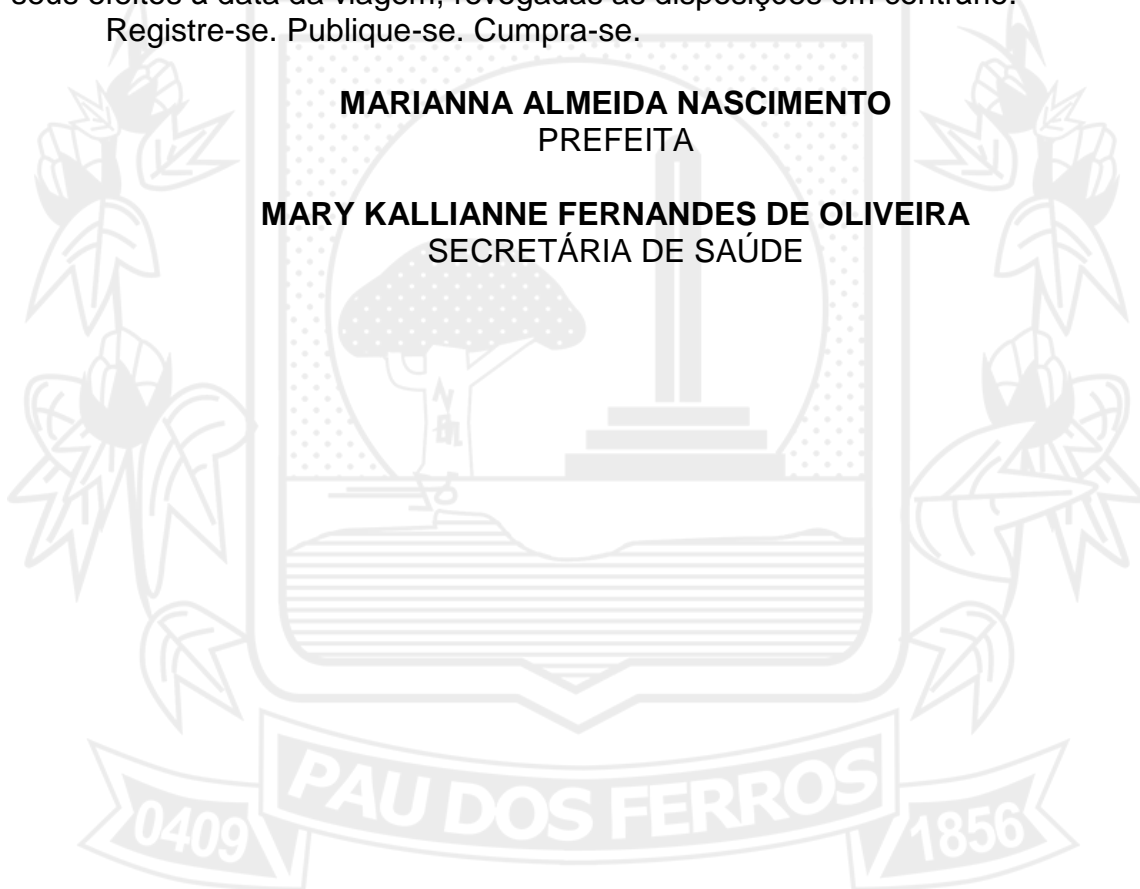 seus efeitos à data da viagem, revogadas as disposições em contrário.
Registre-se. Publique-se. Cumpra-se.
MARIANNA ALMEIDA NASCIMENTO
PREFEITA
MARY KALLIANNE FERNANDES DE OLIVEIRA
SECRETÁRIA DE SAÚDE
PAU DOS FERROS
0409
1856